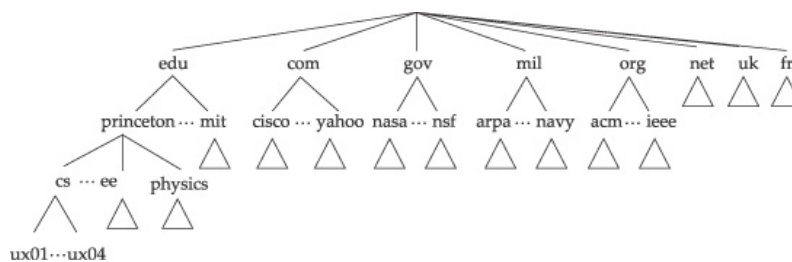 edu com gov mil org net uk fr
princeton ··· mit cisco ··· yahoo nasa ··· nsf arpa ··· navy acm ··· ieee
cs ··· ee physics
ux01 ··· ux04